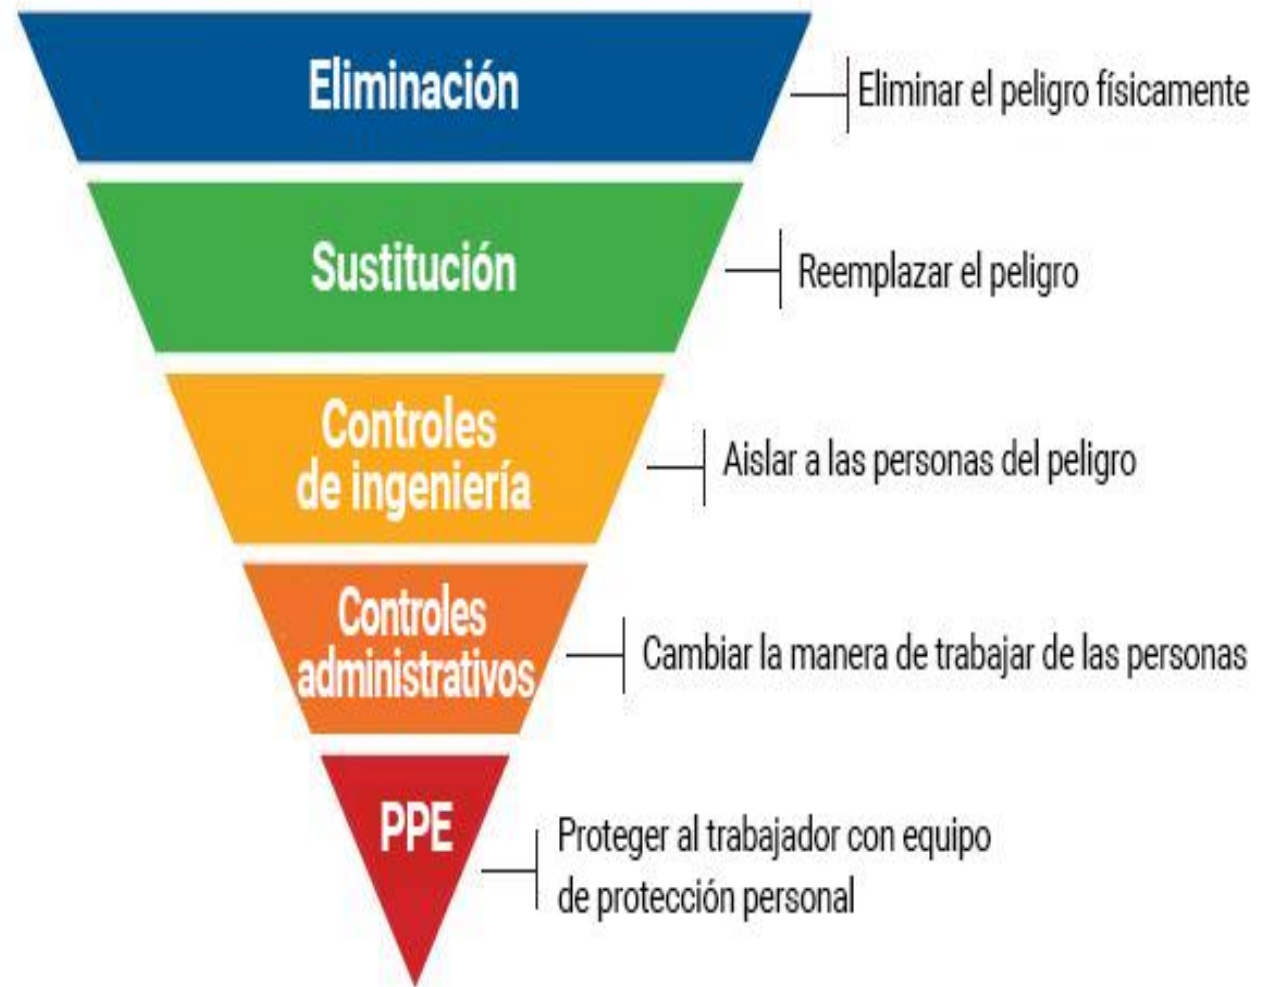 Eliminación
Eliminar el peligro físicamente
Sustitución
Reemplazar el peligro
Controles
de ingeniería
Aislar a las personas del peligro
Controles
administrativos
Cambiar la manera de trabajar de las personas
PPE
Proteger al trabajador con equipo
de protección personal